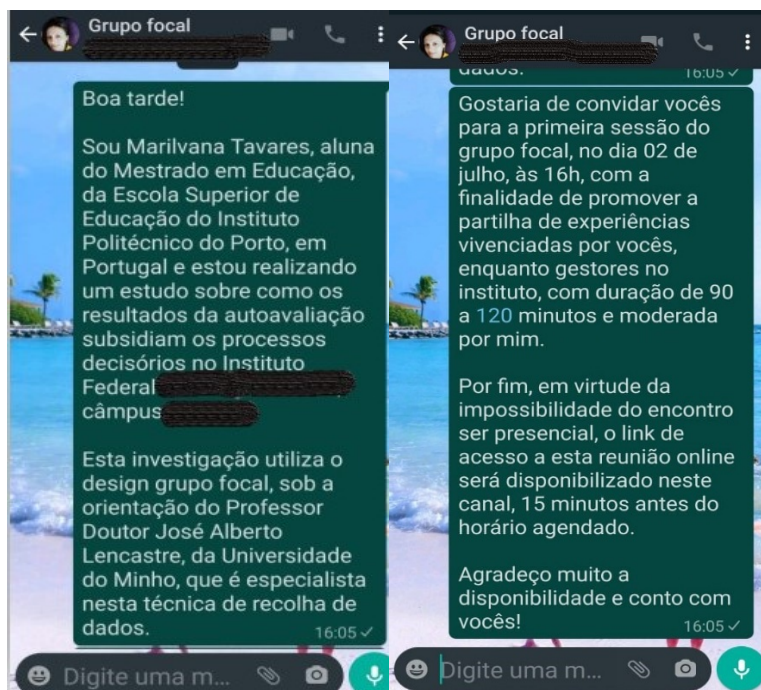 Grupo focal
Boa tarde!
Sou Marilvana Tavares, aluna
do Mestrado em Educação,
da Escola Superior de
Educação do Instituto
Politécnico do Porto, em
Portugal e estou realizando
um estudo sobre como os
resultados da autoavaliação
subsidiam os processos
decisórios no Instituto
Federal
câmpus
Esta investigação utiliza o
design grupo focal, sob a
orientação do Professor
Doutor José Alberto
Lencastre, da Universidade
do Minho, que é especialista
nesta técnica de recolha de
dados.
16:05
Digite uma m...
Grupo focal
dados.
16:05
Gostaria de convidar vocês
para a primeira sessão do
grupo focal, no dia 02 de
julho, às 16h, com a
finalidade de promover a
partilha de experiências
vivenciadas por vocês,
enquanto gestores no
instituto, com duração de 90
a 120 minutos e moderada
por mim.
Por fim, em virtude da
impossibilidade do encontro
ser presencial, o link de
acesso a esta reunião online
será disponibilizado neste
canal, 15 minutos antes do
horário agendado.
Agradeço muito a
disponibilidade e conto com
vocês!
16:05
Digite uma m...